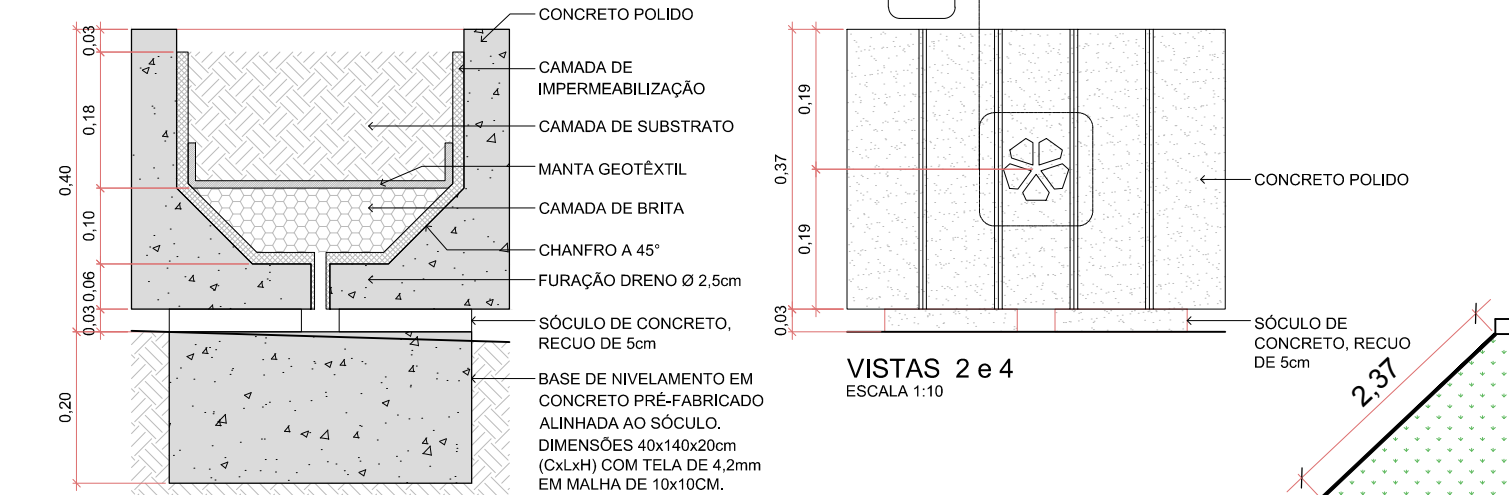 CONCRETO POLIDO
CAMADA DE
IMPERMEABILIZAÇÃO
CAMADA DE SUBSTRATO
MANTA GEOTÊXTIL
CAMADA DE BRITA
CHANFRO A 45°
FURAÇÃO DRENO Ø 2,5cm
SÓCULO DE CONCRETO,
RECUO DE 5cm
BASE DE NIVELAMENTO EM
CONCRETO PRÉ-FABRICADO
ALINHADA AO SÓCULO.
DIMENSÕES 40x140x20cm
(CxLxH) COM TELA DE 4,2mm
EM MALHA DE 10x10CM.
0,03
0,18
0,40
0,10
0,06
0,03
0,20
0,19
0,37
0,19
0,03
CONCRETO POLIDO
SÓCULO DE
CONCRETO, RECUO
DE 5cm
VISTAS 2 e 4
ESCALA 1:10
2,37